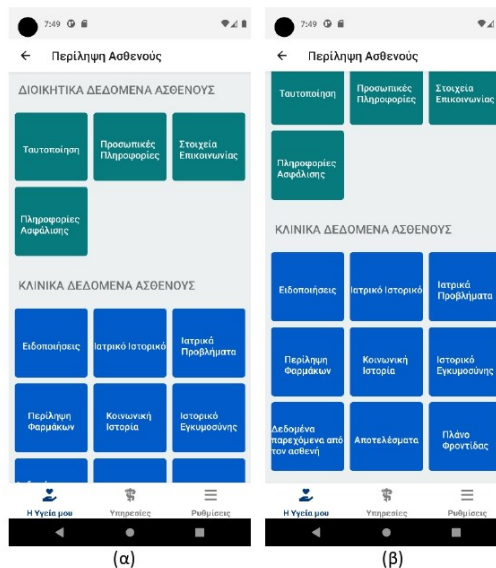 7:49
Περίληψη Ασθενούς
ΔΙΟΙΚΗΤΙΚΑ ΔΕΔΟΜΕΝΑ ΑΣΘΕΝΟΥΣ
Ταυτοποίηση
Προσωπικές
Πληροφορίες
Στοιχεία
Επικοινωνίας
Πληροφορίες
Ασφάλισης
ΚΛΙΝΙΚΑ ΔΕΔΟΜΕΝΑ ΑΣΘΕΝΟΥΣ
Ειδοποιήσεις
Ιατρικό Ιστορικό
Ιατρικά
Προβλήματα
Περίληψη
Φαρμάκων
Κοινωνική
Ιστορία
Ιστορικό
Εγκυμοσύνης
Η Υγεία μου
Υπηρεσίες
Ρυθμίσεις
(α)
7:49
Περίληψη Ασθενούς
Ταυτοποίηση
Προσωπικές
Πληροφορίες
Στοιχεία
Επικοινωνίας
Πληροφορίες
Ασφάλισης
ΚΛΙΝΙΚΑ ΔΕΔΟΜΕΝΑ ΑΣΘΕΝΟΥΣ
Ειδοποιήσεις
Ιατρικό Ιστορικό
Ιατρικά
Προβλήματα
Περίληψη
Φαρμάκων
Κοινωνική
Ιστορία
Ιστορικό
Εγκυμοσύνης
Δεδομένα
παρεχόμενα από
τον ασθενή
Αποτελέσματα
Πλάνο
Φροντίδας
Η Υγεία μου
Υπηρεσίες
Ρυθμίσεις
(β)